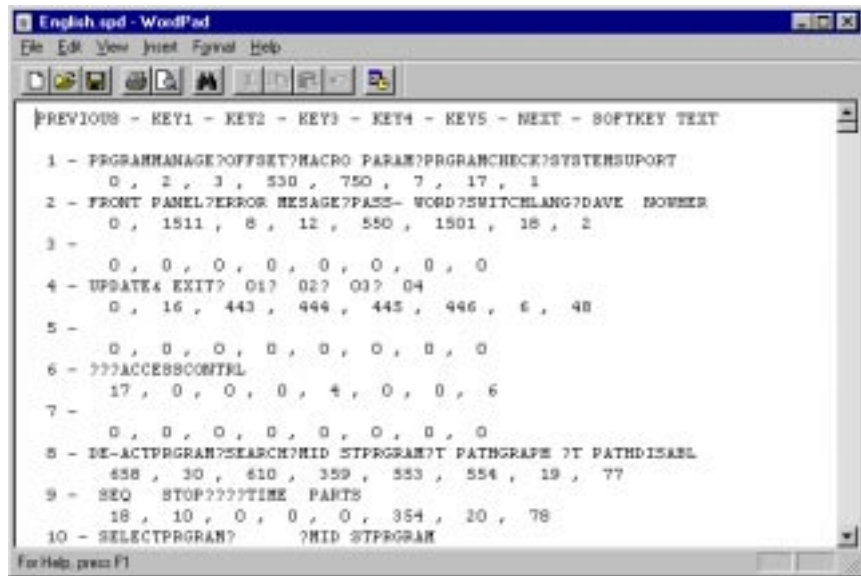 English.spd - WordPad
File Edit View Insert Format Help
PREVIOUS - KEY1 - KEY2 - KEY3 - KEY4 - KEY5 - NEXT - SOFTKEY TEXT
1 - PRGRAMMANAGE?OFFSET?MACRO PARAM?PRGRAMCHECK?SYSTEMSUPORT
0 , 2 , 3 , 530 , 750 , 7 , 17 , 1
2 - FRONT PANEL?ERROR MESAGE?PASS- WORD?SWITCHLANG?DAVE NOWHER
0 , 1511 , 8 , 12 , 550 , 1501 , 18 , 2
3 -
0 , 0 , 0 , 0 , 0 , 0 , 0 , 0
4 - UPDATE& EXIT? O1? O2? O3? O4
0 , 16 , 443 , 444 , 445 , 446 , 6 , 48
5 -
0 , 0 , 0 , 0 , 0 , 0 , 0 , 0
6 - ???ACCESSCONTRL
17 , 0 , 0 , 0 , 4 , 0 , 0 , 6
7 -
0 , 0 , 0 , 0 , 0 , 0 , 0 , 0
8 - DE-ACTPRGRAM?SEARCH?MID STPRGRAM?T PATHGRAPH ?T PATHDISABL
658 , 30 , 610 , 359 , 553 , 554 , 19 , 77
9 - SEQ STOP????TIME PARTS
18 , 10 , 0 , 0 , 0 , 354 , 20 , 78
10 - SELECTPRGRAM? ?MID STPRGRAM
For Help, press F1